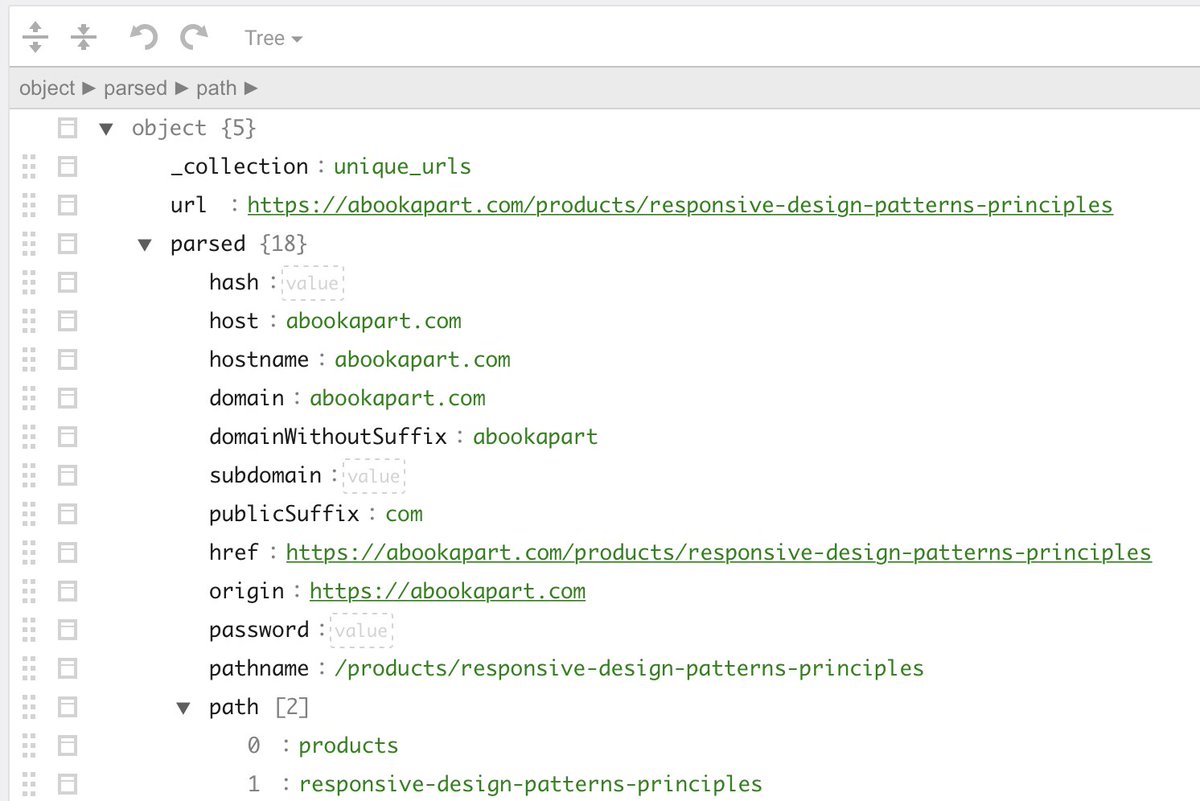 Tree
object ► parsed ► path ►
object {5}
_collection : unique_urls
url : https://abookapart.com/products/responsive-design-patterns-principles
parsed {18}
hash : value
host : abookapart.com
hostname : abookapart.com
domain : abookapart.com
domainWithoutSuffix : abookapart
subdomain : value
publicSuffix : com
href : https://abookapart.com/products/responsive-design-patterns-principles
origin : https://abookapart.com
password : value
pathname : /products/responsive-design-patterns-principles
path [2]
0 : products
1 : responsive-design-patterns-principles